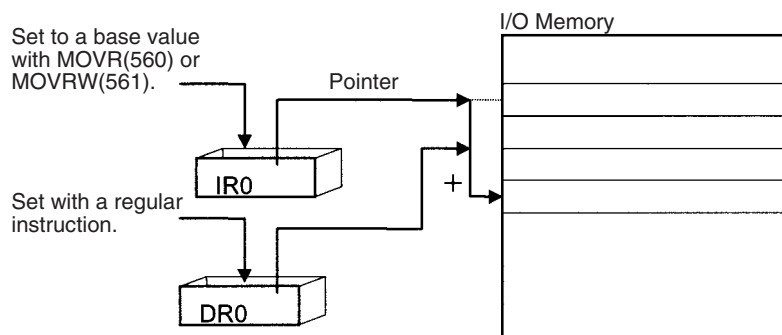 I/O Memory
Set to a base value
with MOVR(560) or
MOVRW(561).
Pointer
IR0
+
Set with a regular
instruction.
DR0